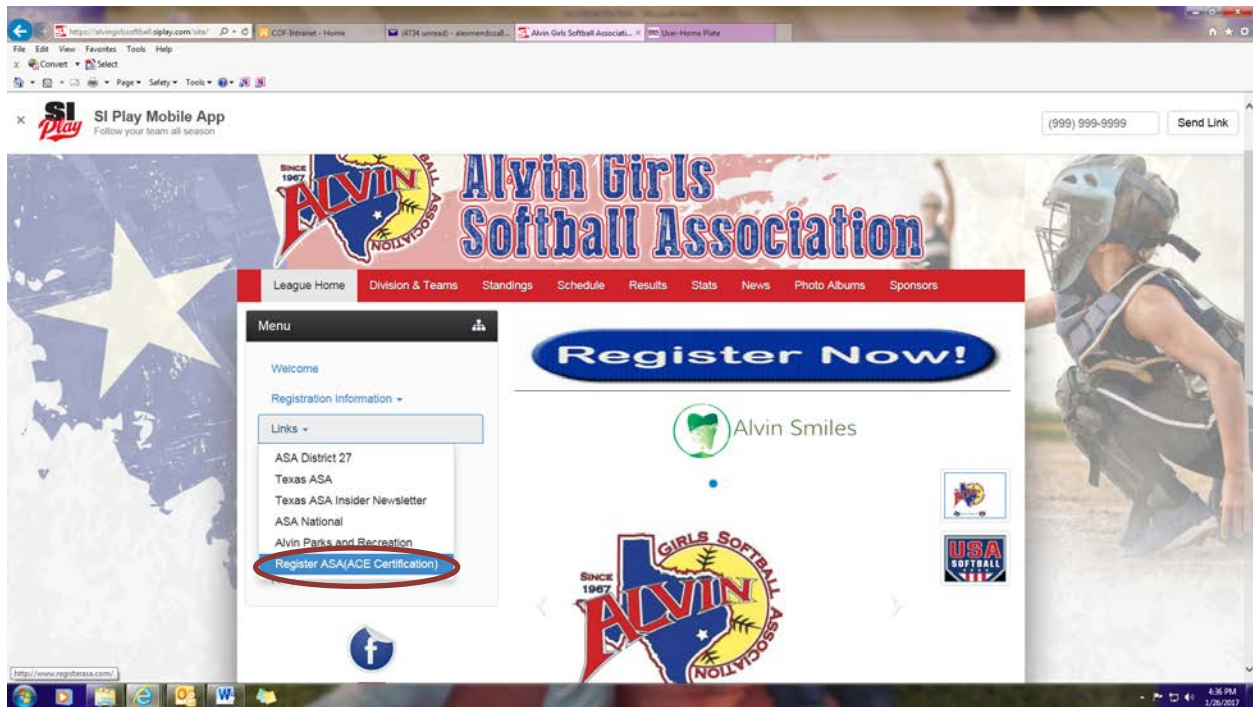 https://alvingirlssoftball.siplay.com/site/
COF-Intranet - Home
(4734 unread) - alexmendoza8...
Alvin Girls Softball Associati...
User-Home Plate
File Edit View Favorites Tools Help
x Convert Select
Page Safety Tools
SI Play
SI Play Mobile App
Follow your team all season
(999) 999-9999
Send Link
SINCE 1967
ALVIN
ASSOCIATION
Alvin Girls
Softball Association
League Home Division & Teams Standings Schedule Results Stats News Photo Albums Sponsors
Menu
Register Now!
Welcome
Registration Information
Links
Alvin Smiles
ASA District 27
Texas ASA
Texas ASA Insider Newsletter
ASA National
Alvin Parks and Recreation
Register ASA(ACE Certification)
USA
SOFTBALL
GIRLS SOFTBALL
SINCE 1967
ALVIN
f
http://www.registerasa.com/
4:36 PM
1/26/2017